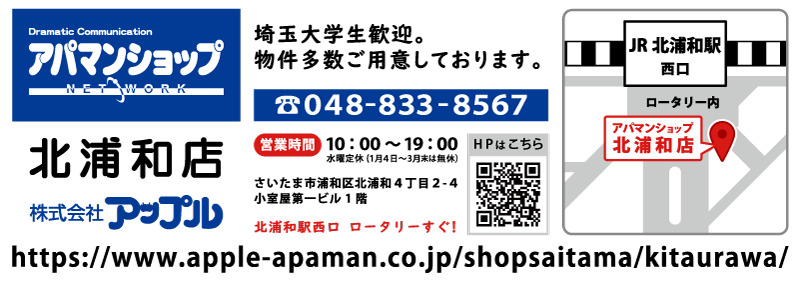 Dramatic Communication
アパマンショップ
NETWORK
北浦和店
株式会社 アップル
埼玉大学生歓迎。
物件多数ご用意しております。
☎048-833-8567
営業時間 10：00～19：00
水曜定休（1月4日～3月末は無休）
さいたま市浦和区北浦和４丁目２-４
小室屋第一ビル１階
北浦和駅西口 ロータリーすぐ！
ＨＰはこちら
JR 北浦和駅
西口
ロータリー内
アパマンショップ
北浦和店
https://www.apple-apaman.co.jp/shopsaitama/kitaurawa/